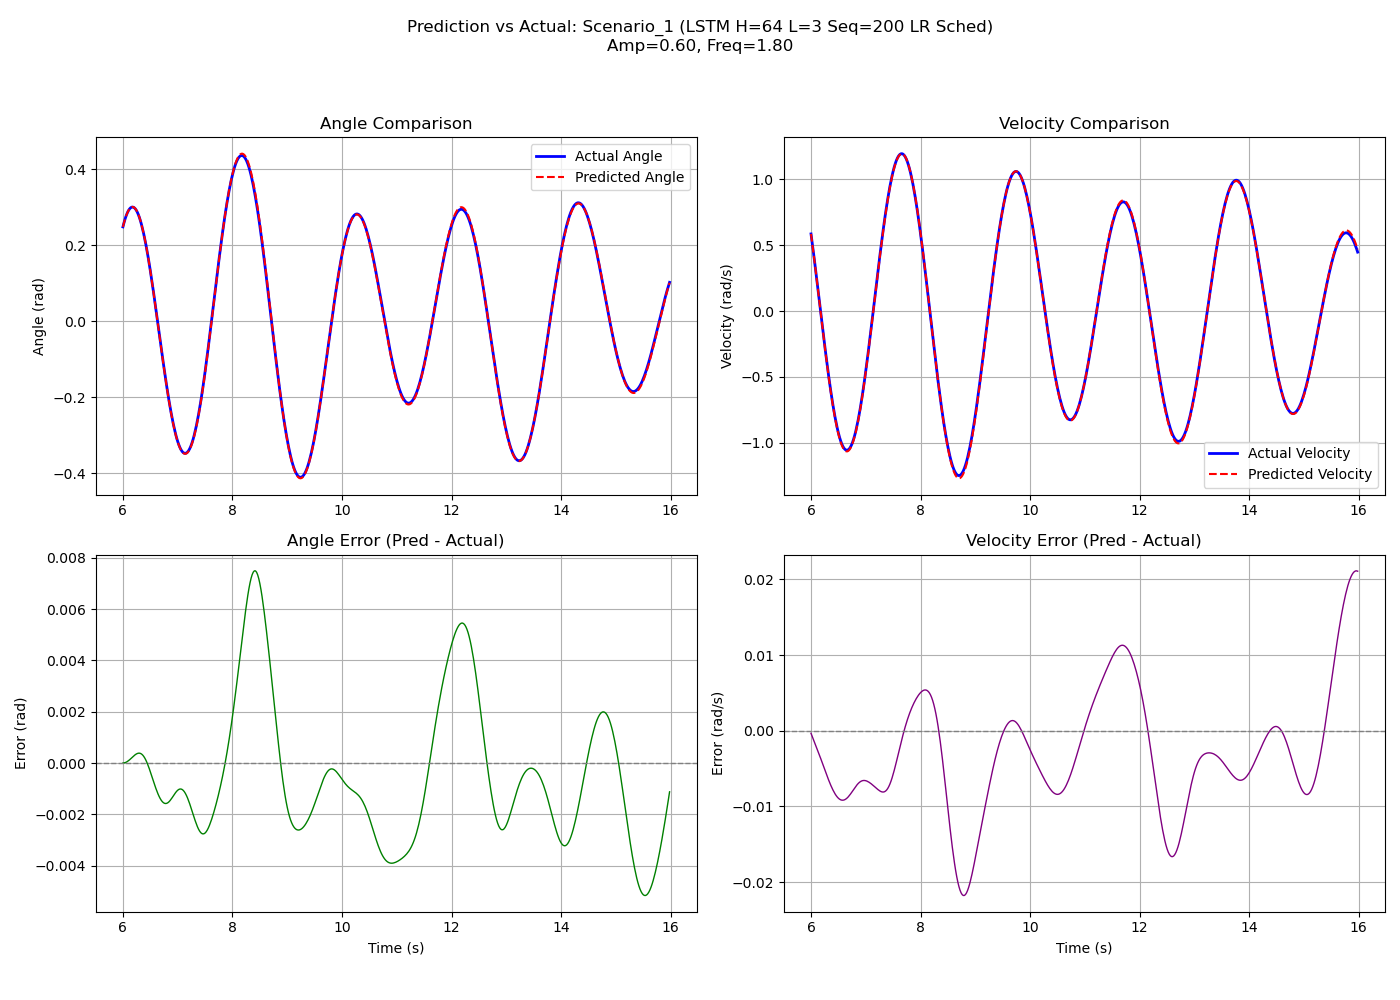 Prediction vs Actual: Scenario_1 (LSTM H=64 L=3 Seq=200 LR Sched)
Amp=0.60, Freq=1.80
Angle Comparison
Angle (rad)
0.4
0.2
0.0
−0.2
−0.4
Actual Angle
Predicted Angle
6 8 10 12 14 16
Velocity Comparison
Velocity (rad/s)
1.0
0.5
0.0
−0.5
−1.0
Actual Velocity
Predicted Velocity
6 8 10 12 14 16
Angle Error (Pred - Actual)
Error (rad)
0.008
0.006
0.004
0.002
0.000
−0.002
−0.004
6 8 10 12 14 16
Time (s)
Velocity Error (Pred - Actual)
Error (rad/s)
0.02
0.01
0.00
−0.01
−0.02
6 8 10 12 14 16
Time (s)